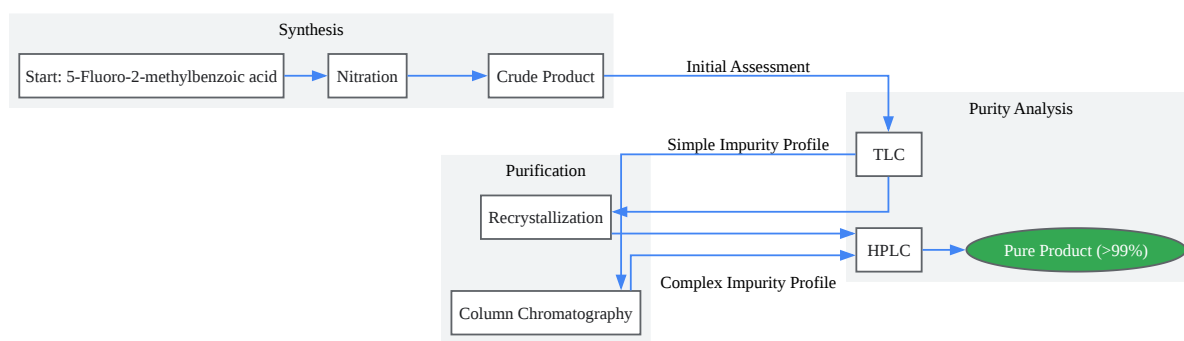 Synthesis
Start: 5-Fluoro-2-methylbenzoic acid
Nitration
Crude Product
Initial Assessment
Purity Analysis
TLC
Simple Impurity Profile
Purification
Recrystallization
HPLC
Pure Product (>99%)
Complex Impurity Profile
Column Chromatography